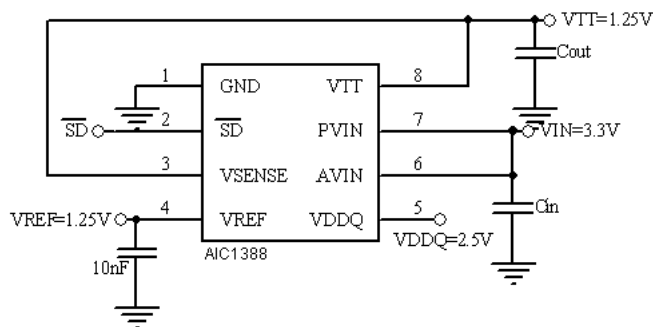 VTT=1.25V
Cout
1 GND VTT 8
SD 2 SD PVIN 7 VIN=3.3V
3 VSENSE AVIN 6
VREF=1.25V 4 VREF VDDQ 5
Cin
VDDQ=2.5V
10nF
AIC1388